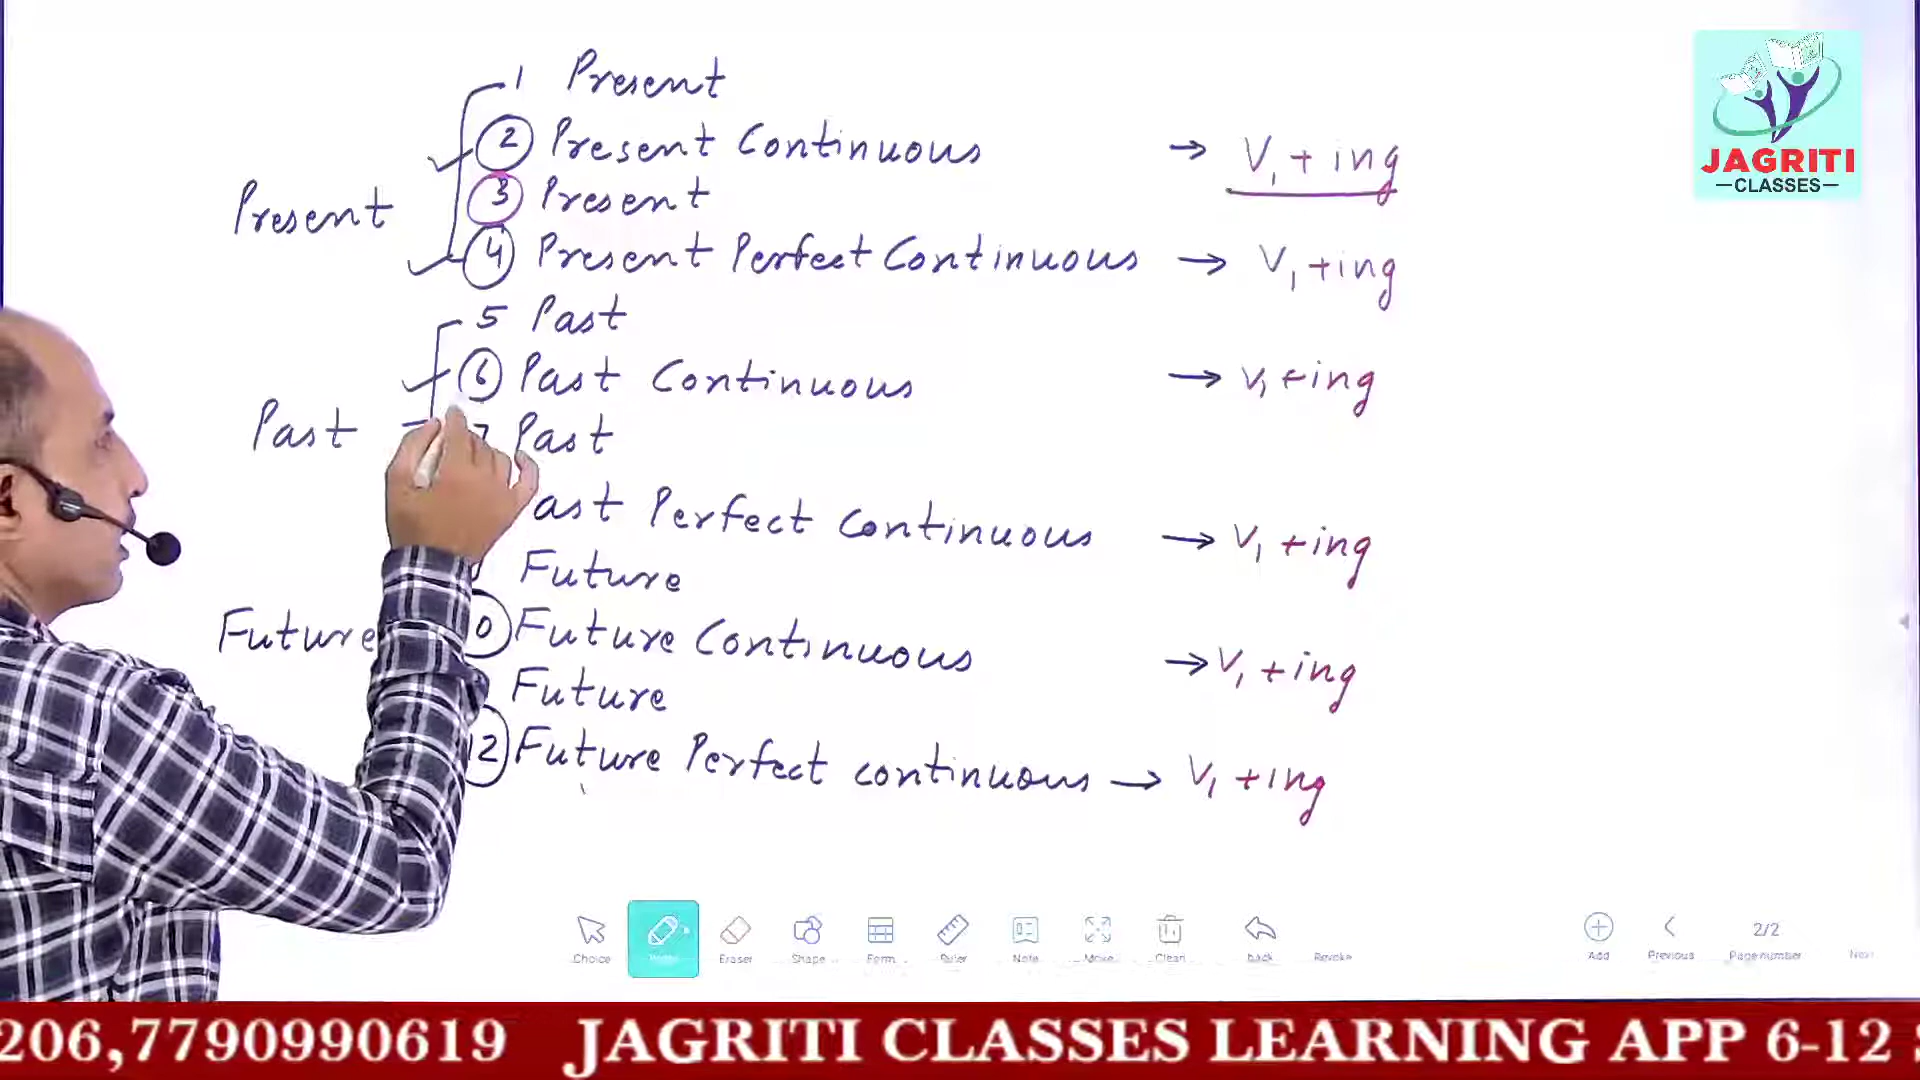 1 Present
2 Present Continuous → V1 + ing
3 Present
Present
4 Present Perfect Continuous → V1 + ing
5 Past
6 Past Continuous → V1 + ing
Past
7 Past
ast Perfect Continuous → V1 + ing
Future
Future
0 Future Continuous → V1 + ing
Future
12 Future Perfect continuous → V1 + ing
JAGRITI
CLASSES
Choice Eraser Shape Form Ruler Note Move Clean back Revoke Add Previous 2/2 Page number Next
206,7790990619 JAGRITI CLASSES LEARNING APP 6-12